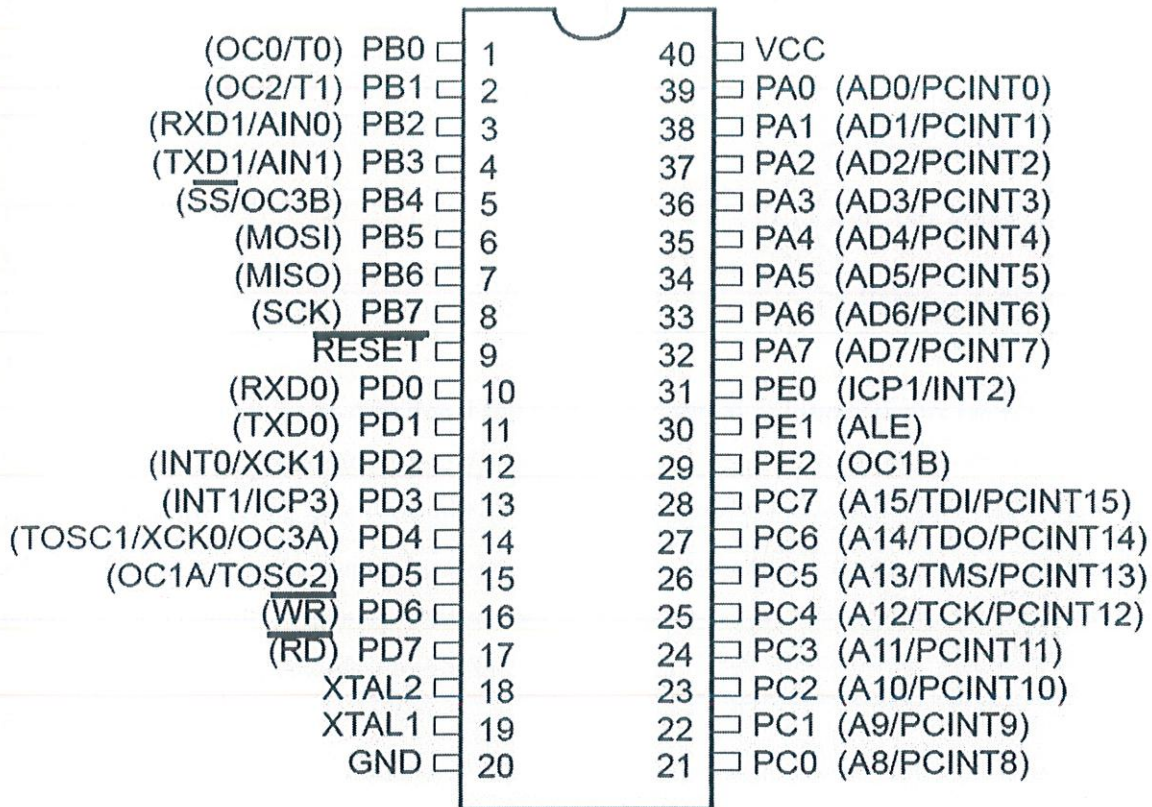 (OC0/T0) PB0 1 40 VCC
(OC2/T1) PB1 2 39 PA0 (AD0/PCINT0)
(RXD1/AIN0) PB2 3 38 PA1 (AD1/PCINT1)
(TXD1/AIN1) PB3 4 37 PA2 (AD2/PCINT2)
(S̅S̅/OC3B) PB4 5 36 PA3 (AD3/PCINT3)
(MOSI) PB5 6 35 PA4 (AD4/PCINT4)
(MISO) PB6 7 34 PA5 (AD5/PCINT5)
(SCK) PB7 8 33 PA6 (AD6/PCINT6)
R̅E̅S̅E̅T̅ 9 32 PA7 (AD7/PCINT7)
(RXD0) PD0 10 31 PE0 (ICP1/INT2)
(TXD0) PD1 11 30 PE1 (ALE)
(INT0/XCK1) PD2 12 29 PE2 (OC1B)
(INT1/ICP3) PD3 13 28 PC7 (A15/TDI/PCINT15)
(TOSC1/XCK0/OC3A) PD4 14 27 PC6 (A14/TDO/PCINT14)
(OC1A/TOSC2) PD5 15 26 PC5 (A13/TMS/PCINT13)
(W̅R̅) PD6 16 25 PC4 (A12/TCK/PCINT12)
(R̅D̅) PD7 17 24 PC3 (A11/PCINT11)
XTAL2 18 23 PC2 (A10/PCINT10)
XTAL1 19 22 PC1 (A9/PCINT9)
GND 20 21 PC0 (A8/PCINT8)